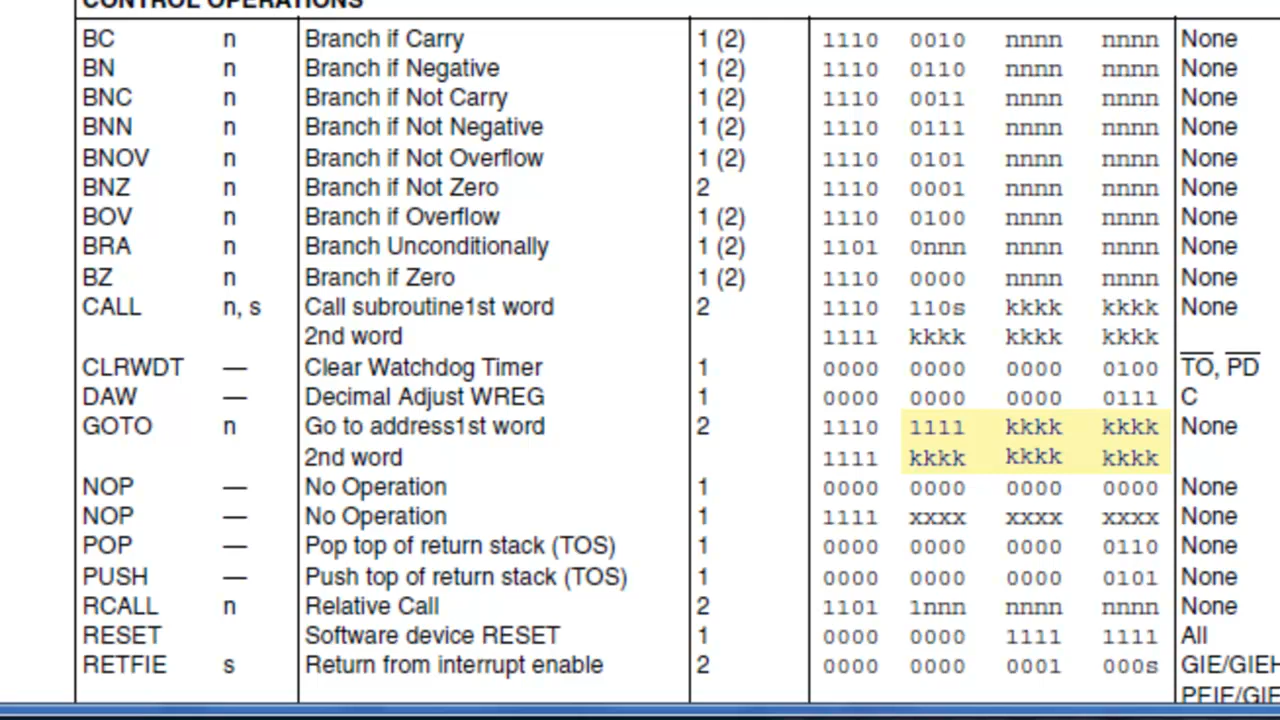 CONTROL OPERATIONS
BC n Branch if Carry 1 (2) 1110 0010 nnnn nnnn None
BN n Branch if Negative 1 (2) 1110 0110 nnnn nnnn None
BNC n Branch if Not Carry 1 (2) 1110 0011 nnnn nnnn None
BNN n Branch if Not Negative 1 (2) 1110 0111 nnnn nnnn None
BNOV n Branch if Not Overflow 1 (2) 1110 0101 nnnn nnnn None
BNZ n Branch if Not Zero 2 1110 0001 nnnn nnnn None
BOV n Branch if Overflow 1 (2) 1110 0100 nnnn nnnn None
BRA n Branch Unconditionally 1 (2) 1101 0nnn nnnn nnnn None
BZ n Branch if Zero 1 (2) 1110 0000 nnnn nnnn None
CALL n, s Call subroutine1st word 2 1110 110s kkkk kkkk None
2nd word 1111 kkkk kkkk kkkk
CLRWDT — Clear Watchdog Timer 1 0000 0000 0000 0100 TO, PD
DAW — Decimal Adjust WREG 1 0000 0000 0000 0111 C
GOTO n Go to address1st word 2 1110 1111 kkkk kkkk None
2nd word 1111 kkkk kkkk kkkk
NOP — No Operation 1 0000 0000 0000 0000 None
NOP — No Operation 1 1111 xxxx xxxx xxxx None
POP — Pop top of return stack (TOS) 1 0000 0000 0000 0110 None
PUSH — Push top of return stack (TOS) 1 0000 0000 0000 0101 None
RCALL n Relative Call 2 1101 1nnn nnnn nnnn None
RESET Software device RESET 1 0000 0000 1111 1111 All
RETFIE s Return from interrupt enable 2 0000 0000 0001 000s GIE/GIEH
PEIE/GIE